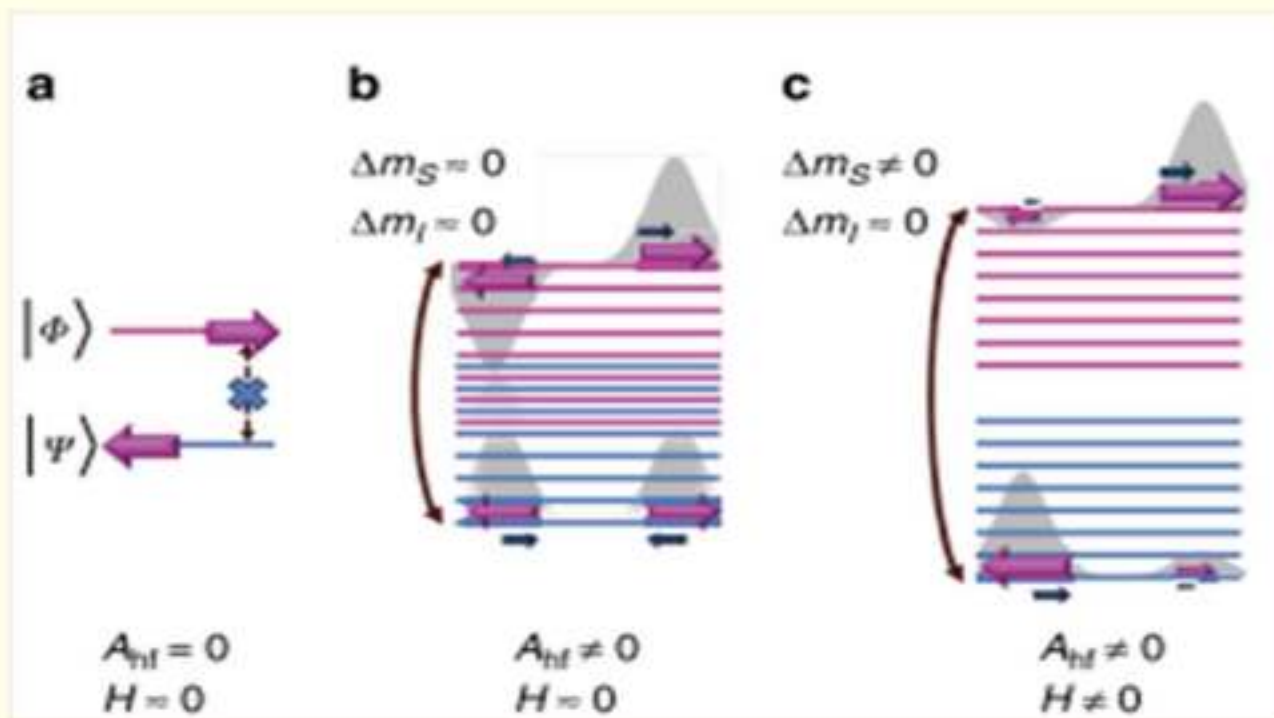 a
|Φ⟩
|Ψ⟩
A_hf = 0
H ≈ 0
b
Δm_S ≈ 0
Δm_I ≈ 0
A_hf ≠ 0
H ≈ 0
c
Δm_S ≠ 0
Δm_I ≈ 0
A_hf ≠ 0
H ≠ 0